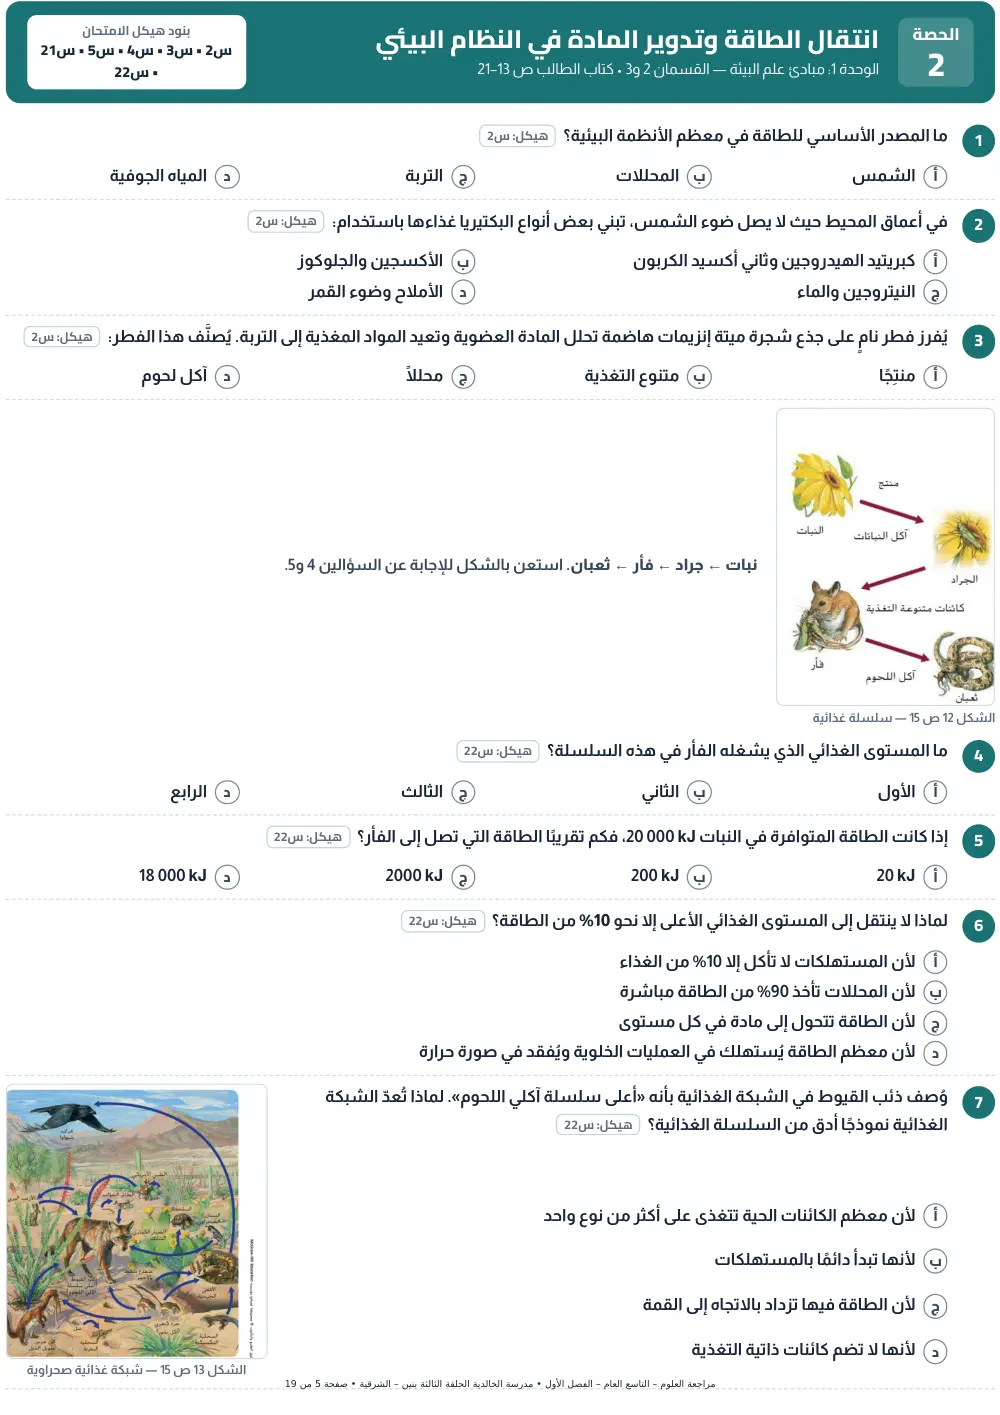 الحصة
2
انتقال الطاقة وتدوير المادة في النظام البيئي
الوحدة 1: مبادئ علم البيئة — القسمان 2 و3 • كتاب الطالب ص 13–21
بنود هيكل الامتحان
س2 • س3 • س4 • س5 • س21
• س22
1 ما المصدر الأساسي للطاقة في معظم الأنظمة البيئية؟ هيكل: س2
أ الشمس ب المحللات ج التربة د المياه الجوفية
2 في أعماق المحيط حيث لا يصل ضوء الشمس، تبني بعض أنواع البكتيريا غذاءها باستخدام: هيكل: س2
أ كبريتيد الهيدروجين وثاني أكسيد الكربون ب الأكسجين والجلوكوز
ج النيتروجين والماء د الأملاح وضوء القمر
3 يُفرز فطر نامٍ على جذع شجرة ميتة إنزيمات هاضمة تحلل المادة العضوية وتعيد المواد المغذية إلى التربة. يُصنَّف هذا الفطر: هيكل: س2
أ منتِجًا ب متنوع التغذية ج محللًا د آكل لحوم
منتج
النبات
آكل النباتات
الجراد
كائنات متنوعة التغذية
فأر
آكل اللحوم
ثعبان
نبات ← جراد ← فأر ← ثعبان. استعن بالشكل للإجابة عن السؤالين 4 و5.
الشكل 12 ص 15 — سلسلة غذائية
4 ما المستوى الغذائي الذي يشغله الفأر في هذه السلسلة؟ هيكل: س22
أ الأول ب الثاني ج الثالث د الرابع
5 إذا كانت الطاقة المتوافرة في النبات 20 000 kJ، فكم تقريبًا الطاقة التي تصل إلى الفأر؟ هيكل: س22
أ 20 kJ ب 200 kJ ج 2000 kJ د 18 000 kJ
6 لماذا لا ينتقل إلى المستوى الغذائي الأعلى إلا نحو 10% من الطاقة؟ هيكل: س22
أ لأن المستهلكات لا تأكل إلا 10% من الغذاء
ب لأن المحللات تأخذ 90% من الطاقة مباشرة
ج لأن الطاقة تتحول إلى مادة في كل مستوى
د لأن معظم الطاقة يُستهلك في العمليات الخلوية ويُفقد في صورة حرارة
7 وُصف ذئب القيوط في الشبكة الغذائية بأنه «أعلى سلسلة آكلي اللحوم». لماذا تُعدّ الشبكة
الغذائية نموذجًا أدق من السلسلة الغذائية؟ هيكل: س22
أ لأن معظم الكائنات الحية تتغذى على أكثر من نوع واحد
ب لأنها تبدأ دائمًا بالمستهلكات
ج لأن الطاقة فيها تزداد بالاتجاه إلى القمة
د لأنها لا تضم كائنات ذاتية التغذية
الشكل 13 ص 15 — شبكة غذائية صحراوية
مراجعة العلوم – التاسع العام – الفصل الأول • مدرسة الخالدية الحلقة الثالثة بنين – الشرقية • صفحة 5 من 19